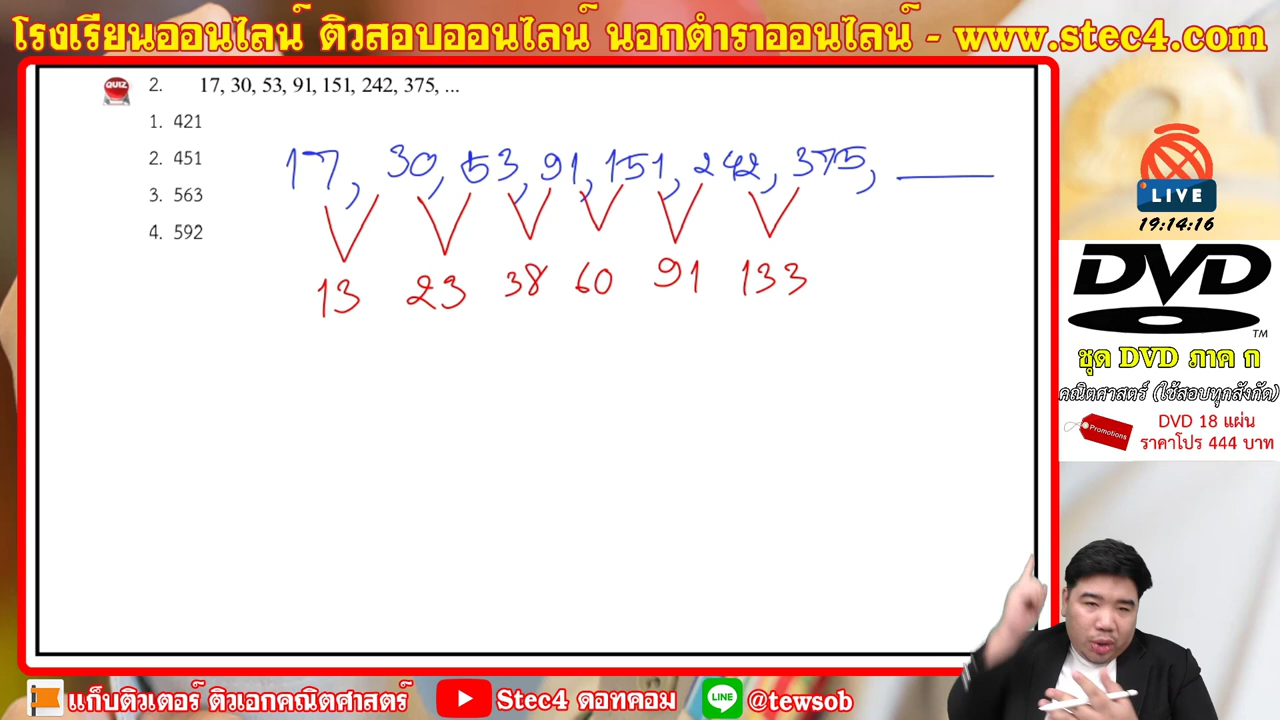 โรงเรียนออนไลน์ ติวสอบออนไลน์ นอกตำราออนไลน์ - www.stec4.com
QUIZ 2. 17, 30, 53, 91, 151, 242, 375, ...
1. 421
2. 451
3. 563
4. 592
17, 30, 53, 91, 151, 242, 375, ____
13 23 38 60 91 133
LIVE
19:14:16
DVD
TM
ชุด DVD ภาค ก
คณิตศาสตร์ (ใช้สอบทุกสังกัด)
Promotions
DVD 18 แผ่น
ราคาโปร 444 บาท
แก็บติวเตอร์ ติวเอกคณิตศาสตร์
Stec4 ดอทคอม
LINE @tewsob